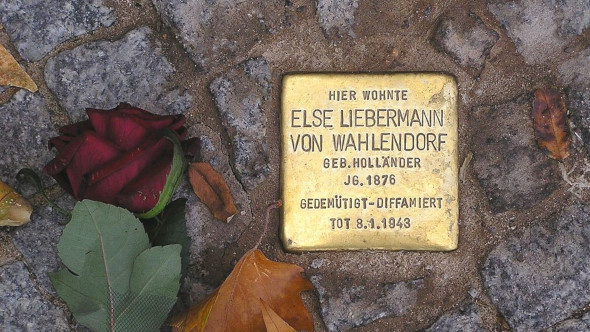 HIER WOHNTE
ELSE LIEBERMANN
VON WAHLENDORF
GEB.HOLLÄNDER
JG. 1876
GEDEMÜTIGT-DIFFAMIERT
TOT 8.1.1943